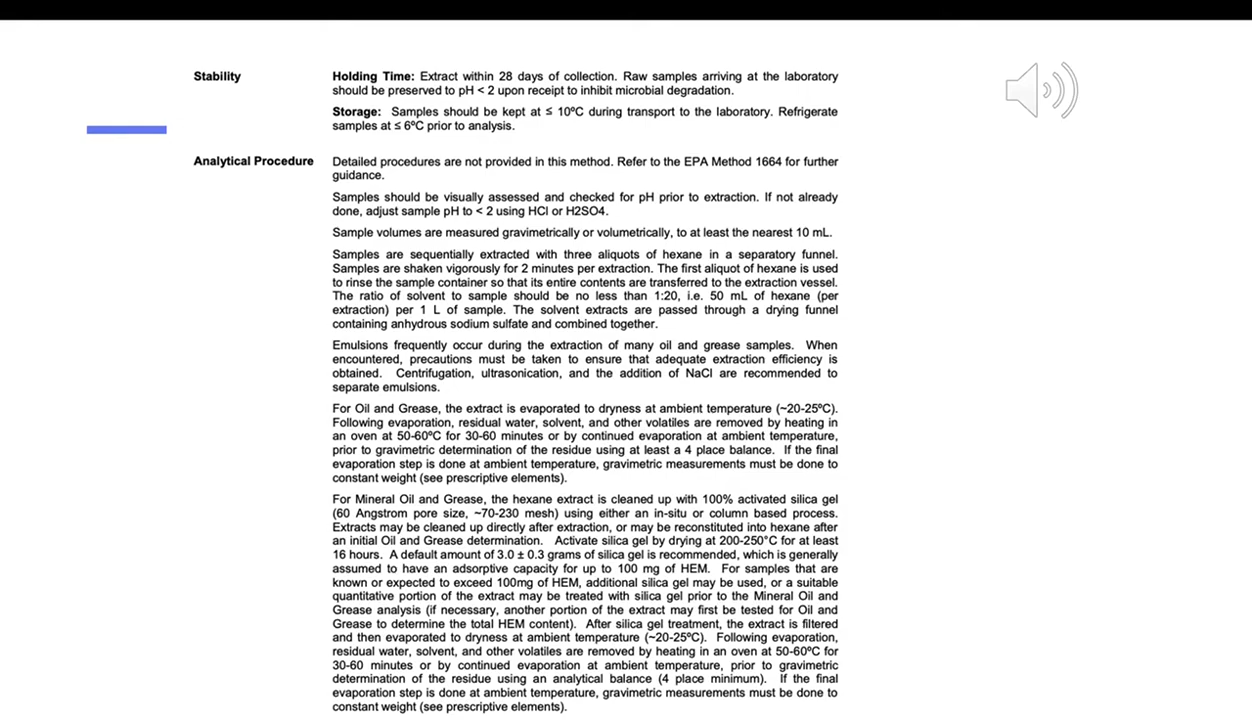 Stability
Holding Time: Extract within 28 days of collection. Raw samples arriving at the laboratory
should be preserved to pH < 2 upon receipt to inhibit microbial degradation.
Storage: Samples should be kept at ≤ 10ºC during transport to the laboratory. Refrigerate
samples at ≤ 6ºC prior to analysis.
Analytical Procedure
Detailed procedures are not provided in this method. Refer to the EPA Method 1664 for further
guidance.
Samples should be visually assessed and checked for pH prior to extraction. If not already
done, adjust sample pH to < 2 using HCl or H2SO4.
Sample volumes are measured gravimetrically or volumetrically, to at least the nearest 10 mL.
Samples are sequentially extracted with three aliquots of hexane in a separatory funnel.
Samples are shaken vigorously for 2 minutes per extraction. The first aliquot of hexane is used
to rinse the sample container so that its entire contents are transferred to the extraction vessel.
The ratio of solvent to sample should be no less than 1:20, i.e. 50 mL of hexane (per
extraction) per 1 L of sample. The solvent extracts are passed through a drying funnel
containing anhydrous sodium sulfate and combined together.
Emulsions frequently occur during the extraction of many oil and grease samples. When
encountered, precautions must be taken to ensure that adequate extraction efficiency is
obtained. Centrifugation, ultrasonication, and the addition of NaCl are recommended to
separate emulsions.
For Oil and Grease, the extract is evaporated to dryness at ambient temperature (~20-25ºC).
Following evaporation, residual water, solvent, and other volatiles are removed by heating in
an oven at 50-60ºC for 30-60 minutes or by continued evaporation at ambient temperature,
prior to gravimetric determination of the residue using at least a 4 place balance. If the final
evaporation step is done at ambient temperature, gravimetric measurements must be done to
constant weight (see prescriptive elements).
For Mineral Oil and Grease, the hexane extract is cleaned up with 100% activated silica gel
(60 Angstrom pore size, ~70-230 mesh) using either an in-situ or column based process.
Extracts may be cleaned up directly after extraction, or may be reconstituted into hexane after
an initial Oil and Grease determination. Activate silica gel by drying at 200-250°C for at least
16 hours. A default amount of 3.0 ± 0.3 grams of silica gel is recommended, which is generally
assumed to have an adsorptive capacity for up to 100 mg of HEM. For samples that are
known or expected to exceed 100mg of HEM, additional silica gel may be used, or a suitable
quantitative portion of the extract may be treated with silica gel prior to the Mineral Oil and
Grease analysis (if necessary, another portion of the extract may first be tested for Oil and
Grease to determine the total HEM content). After silica gel treatment, the extract is filtered
and then evaporated to dryness at ambient temperature (~20-25ºC). Following evaporation,
residual water, solvent, and other volatiles are removed by heating in an oven at 50-60ºC for
30-60 minutes or by continued evaporation at ambient temperature, prior to gravimetric
determination of the residue using an analytical balance (4 place minimum). If the final
evaporation step is done at ambient temperature, gravimetric measurements must be done to
constant weight (see prescriptive elements).